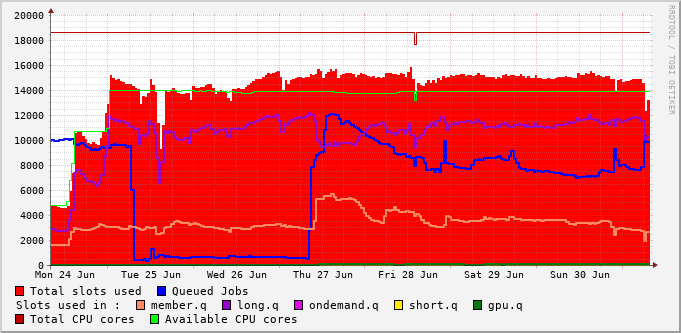 20000
18000
16000
14000
12000
10000
8000
6000
4000
2000
0
Mon 24 Jun Tue 25 Jun Wed 26 Jun Thu 27 Jun Fri 28 Jun Sat 29 Jun Sun 30 Jun
Total slots used Queued Jobs
Slots used in : member.q long.q ondemand.q short.q gpu.q
Total CPU cores Available CPU cores
RRDTOOL / TOBI OETIKER